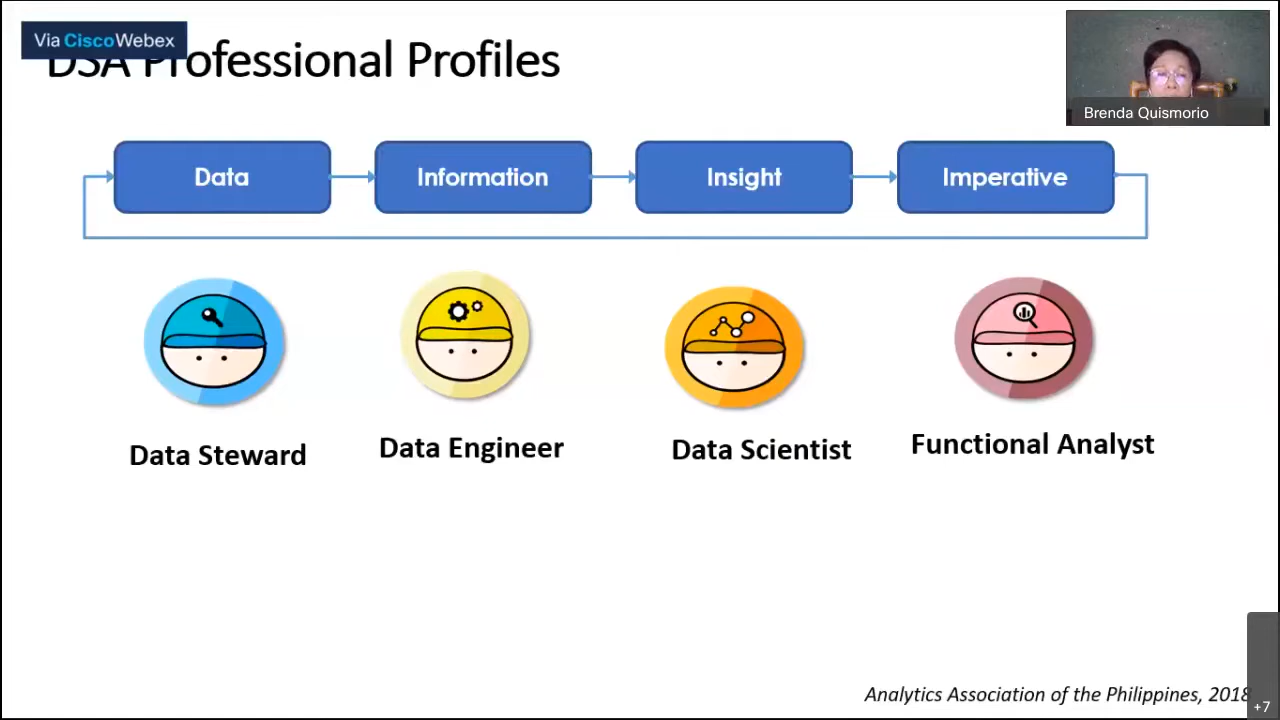 Via CiscoWebex
DSA Professional Profiles
Brenda Quismorio
Data
Information
Insight
Imperative
Data Steward
Data Engineer
Data Scientist
Functional Analyst
Analytics Association of the Philippines, 2018
+7